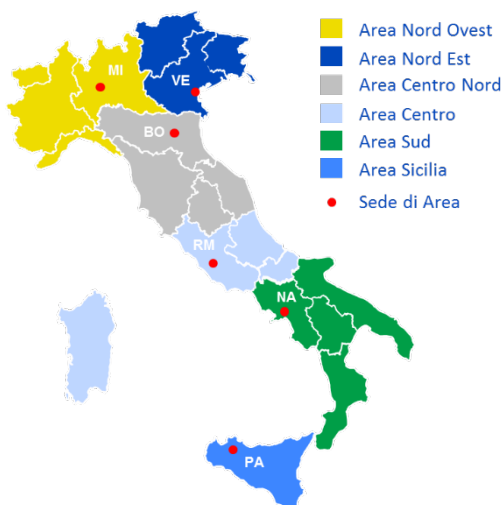 Area Nord Ovest
Area Nord Est
Area Centro Nord
Area Centro
Area Sud
Area Sicilia
Sede di Area
MI
VE
BO
RM
NA
PA